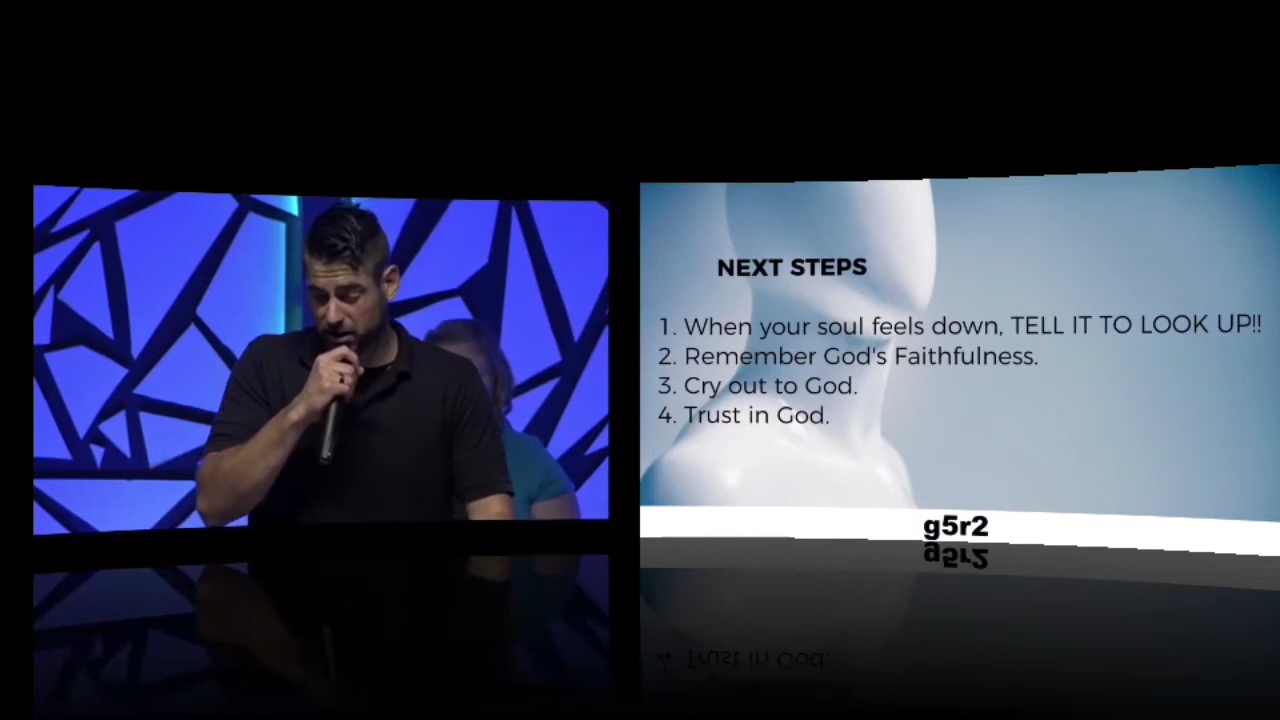 NEXT STEPS
1. When your soul feels down, TELL IT TO LOOK UP!!
2. Remember God's Faithfulness.
3. Cry out to God.
4. Trust in God.
g5r2